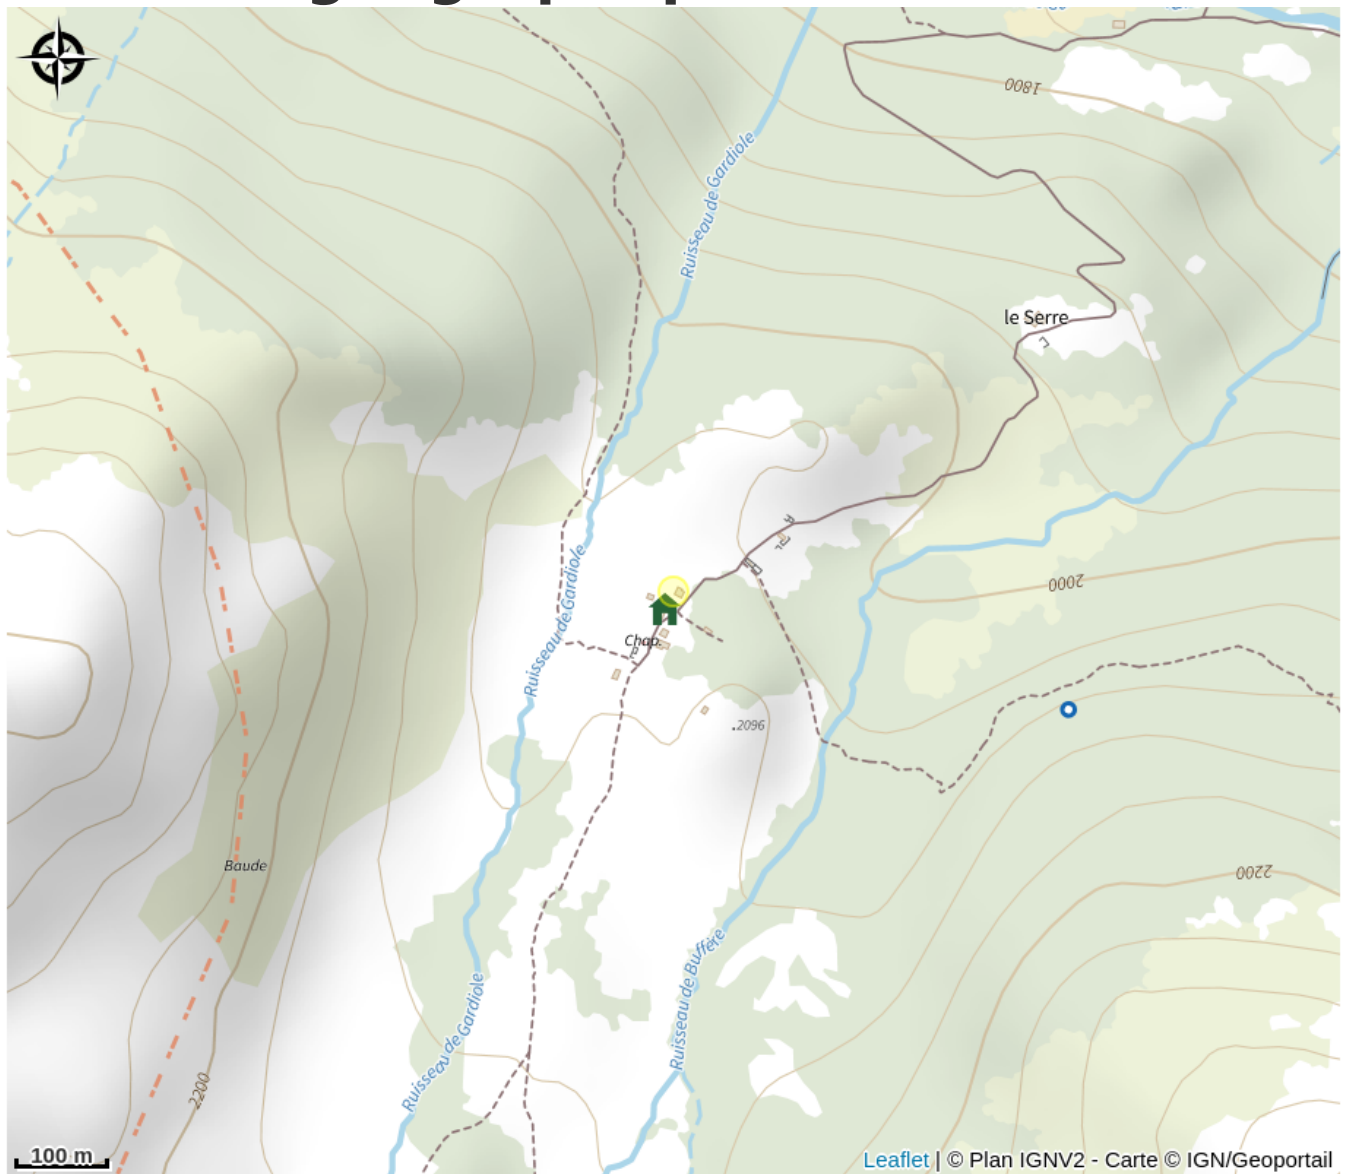 1800
Ruisseau de Gardiole
le Serre
2000
Ruisseau de Gardiole
Chap.
.2096
Baude
2200
Ruisseau de Buffère
Ruisseau de Gardiole
2200
100 m
Leaflet | © Plan IGNV2 - Carte © IGN/Geoportail